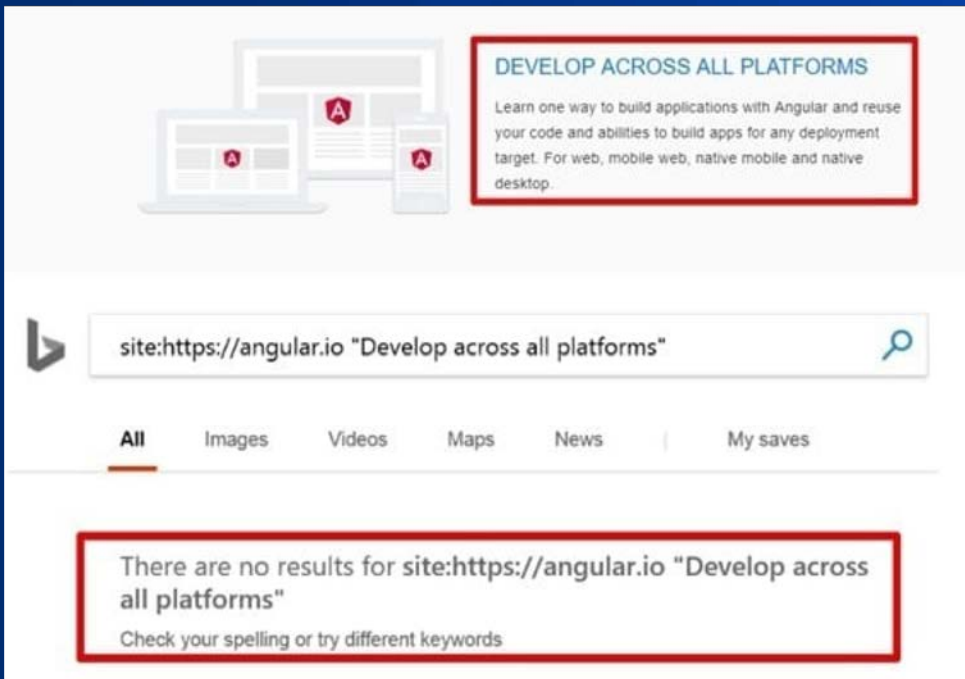 DEVELOP ACROSS ALL PLATFORMS
Learn one way to build applications with Angular and reuse
your code and abilities to build apps for any deployment
target. For web, mobile web, native mobile and native
desktop.
site:https://angular.io "Develop across all platforms"
All Images Videos Maps News | My saves
There are no results for site:https://angular.io "Develop across
all platforms"
Check your spelling or try different keywords